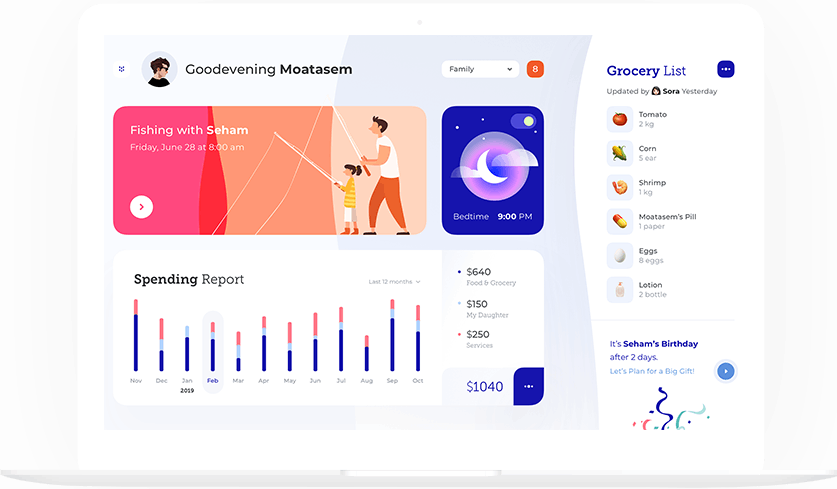 Goodevening Moatasem
Family
8
Fishing with Seham
Friday, June 28 at 8:00 am
Bedtime 9:00 PM
Spending Report
Last 12 months
Nov Dec Jan Feb Mar Apr May Jun Jul Aug Sep Oct
2019
$640
Food & Grocery
$150
My Daughter
$250
Services
$1040
Grocery List
Updated by Sora Yesterday
Tomato
2 kg
Corn
5 ear
Shrimp
1 kg
Moatasem's Pill
1 paper
Eggs
8 eggs
Lotion
2 bottle
It's Seham's Birthday
after 2 days.
Let's Plan for a Big Gift!